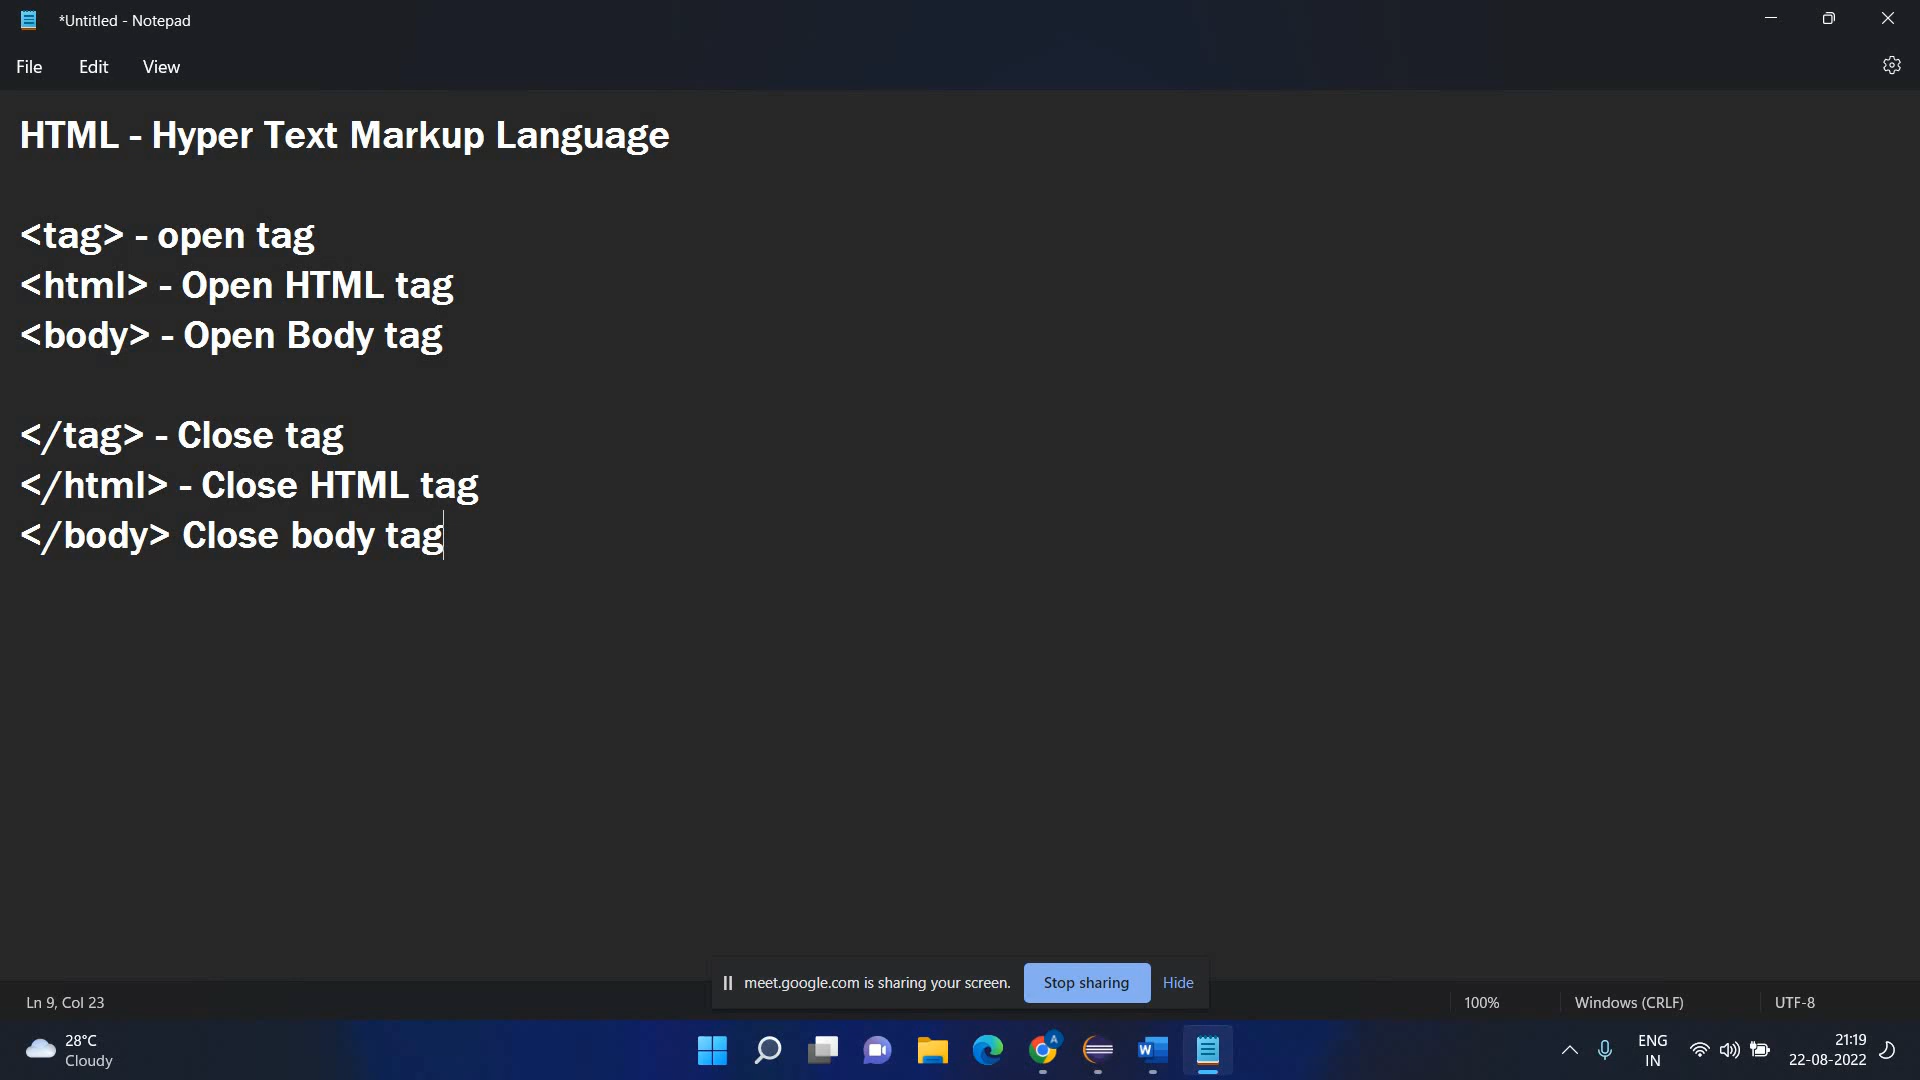 *Untitled - Notepad
File Edit View
HTML - Hyper Text Markup Language
<tag> - open tag
<html> - Open HTML tag
<body> - Open Body tag
</tag> - Close tag
</html> - Close HTML tag
</body> Close body tag
meet.google.com is sharing your screen. Stop sharing Hide
Ln 9, Col 23 100% Windows (CRLF) UTF-8
28°C
Cloudy
A
W
ENG
IN
21:19
22-08-2022